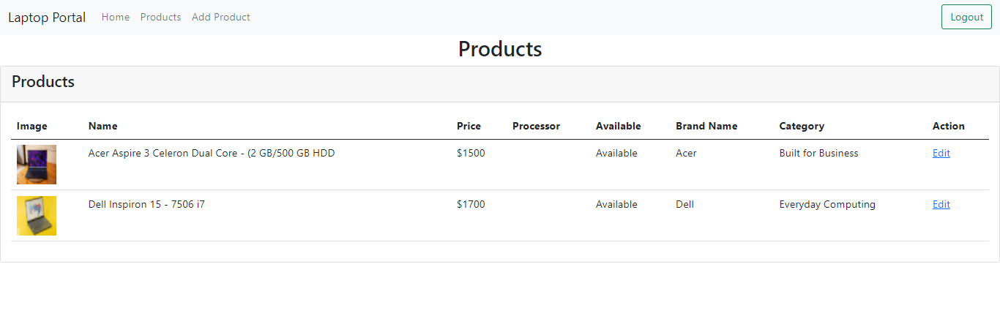 Laptop Portal Home Products Add Product Logout
Products
Products
Image Name Price Processor Available Brand Name Category Action
Acer Aspire 3 Celeron Dual Core - (2 GB/500 GB HDD $1500 Available Acer Built for Business Edit
Dell Inspiron 15 - 7506 i7 $1700 Available Dell Everyday Computing Edit